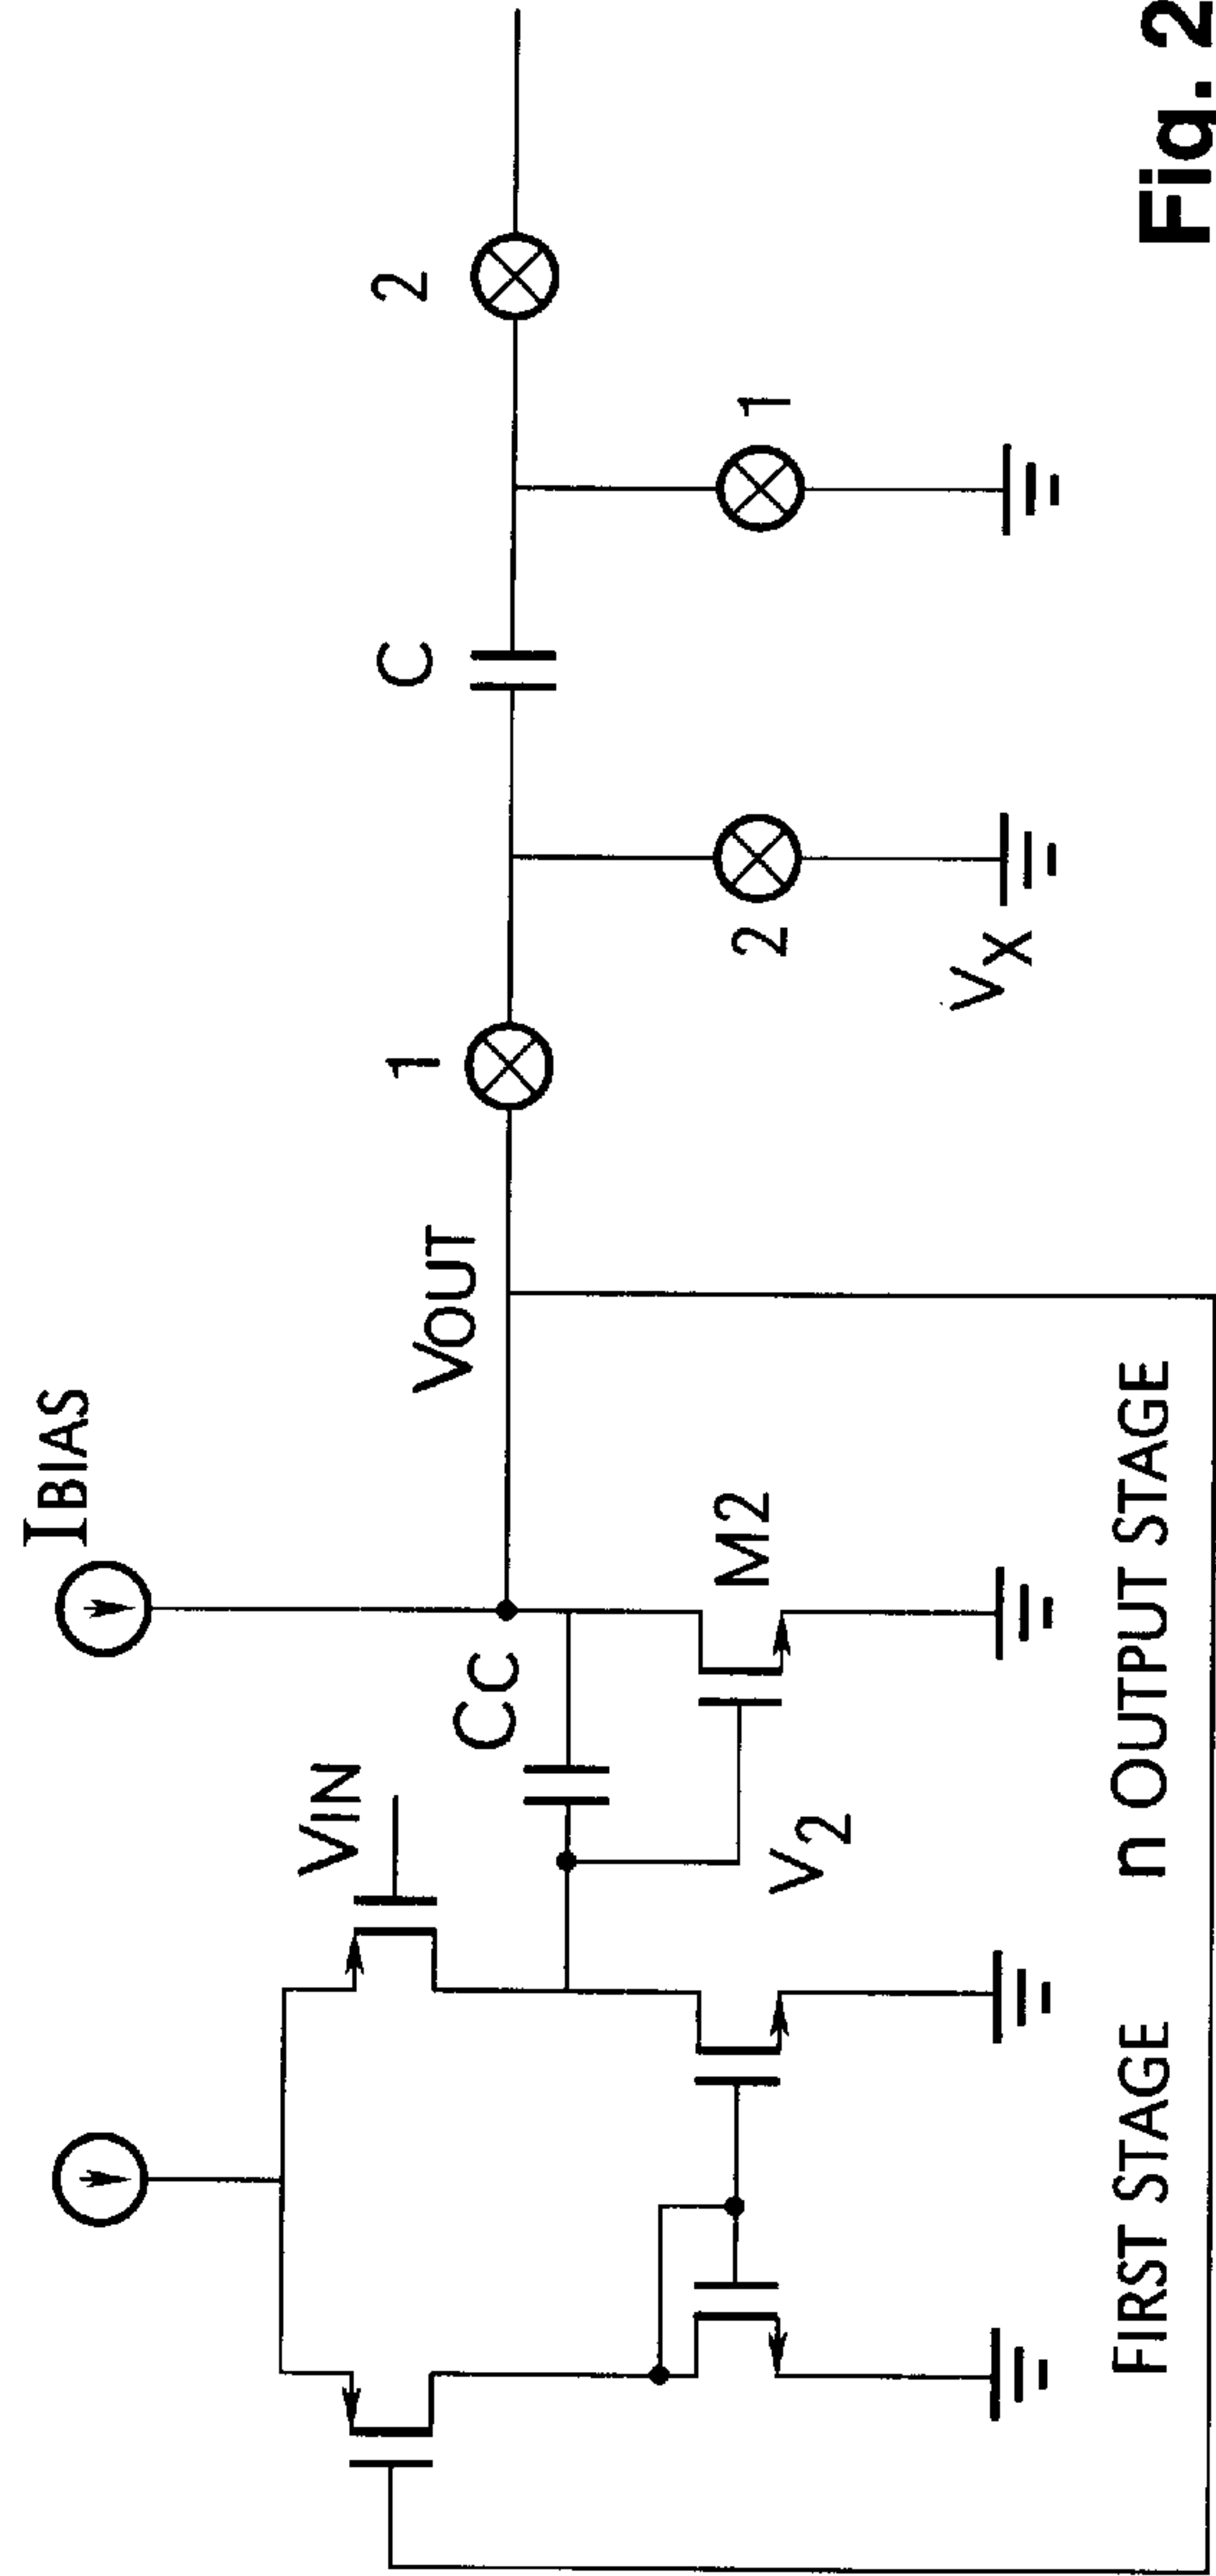 IBIAS
VIN
CC
VOUT
1
C
2
V2
M2
2
1
VX
FIRST STAGE
n OUTPUT STAGE
Fig. 2